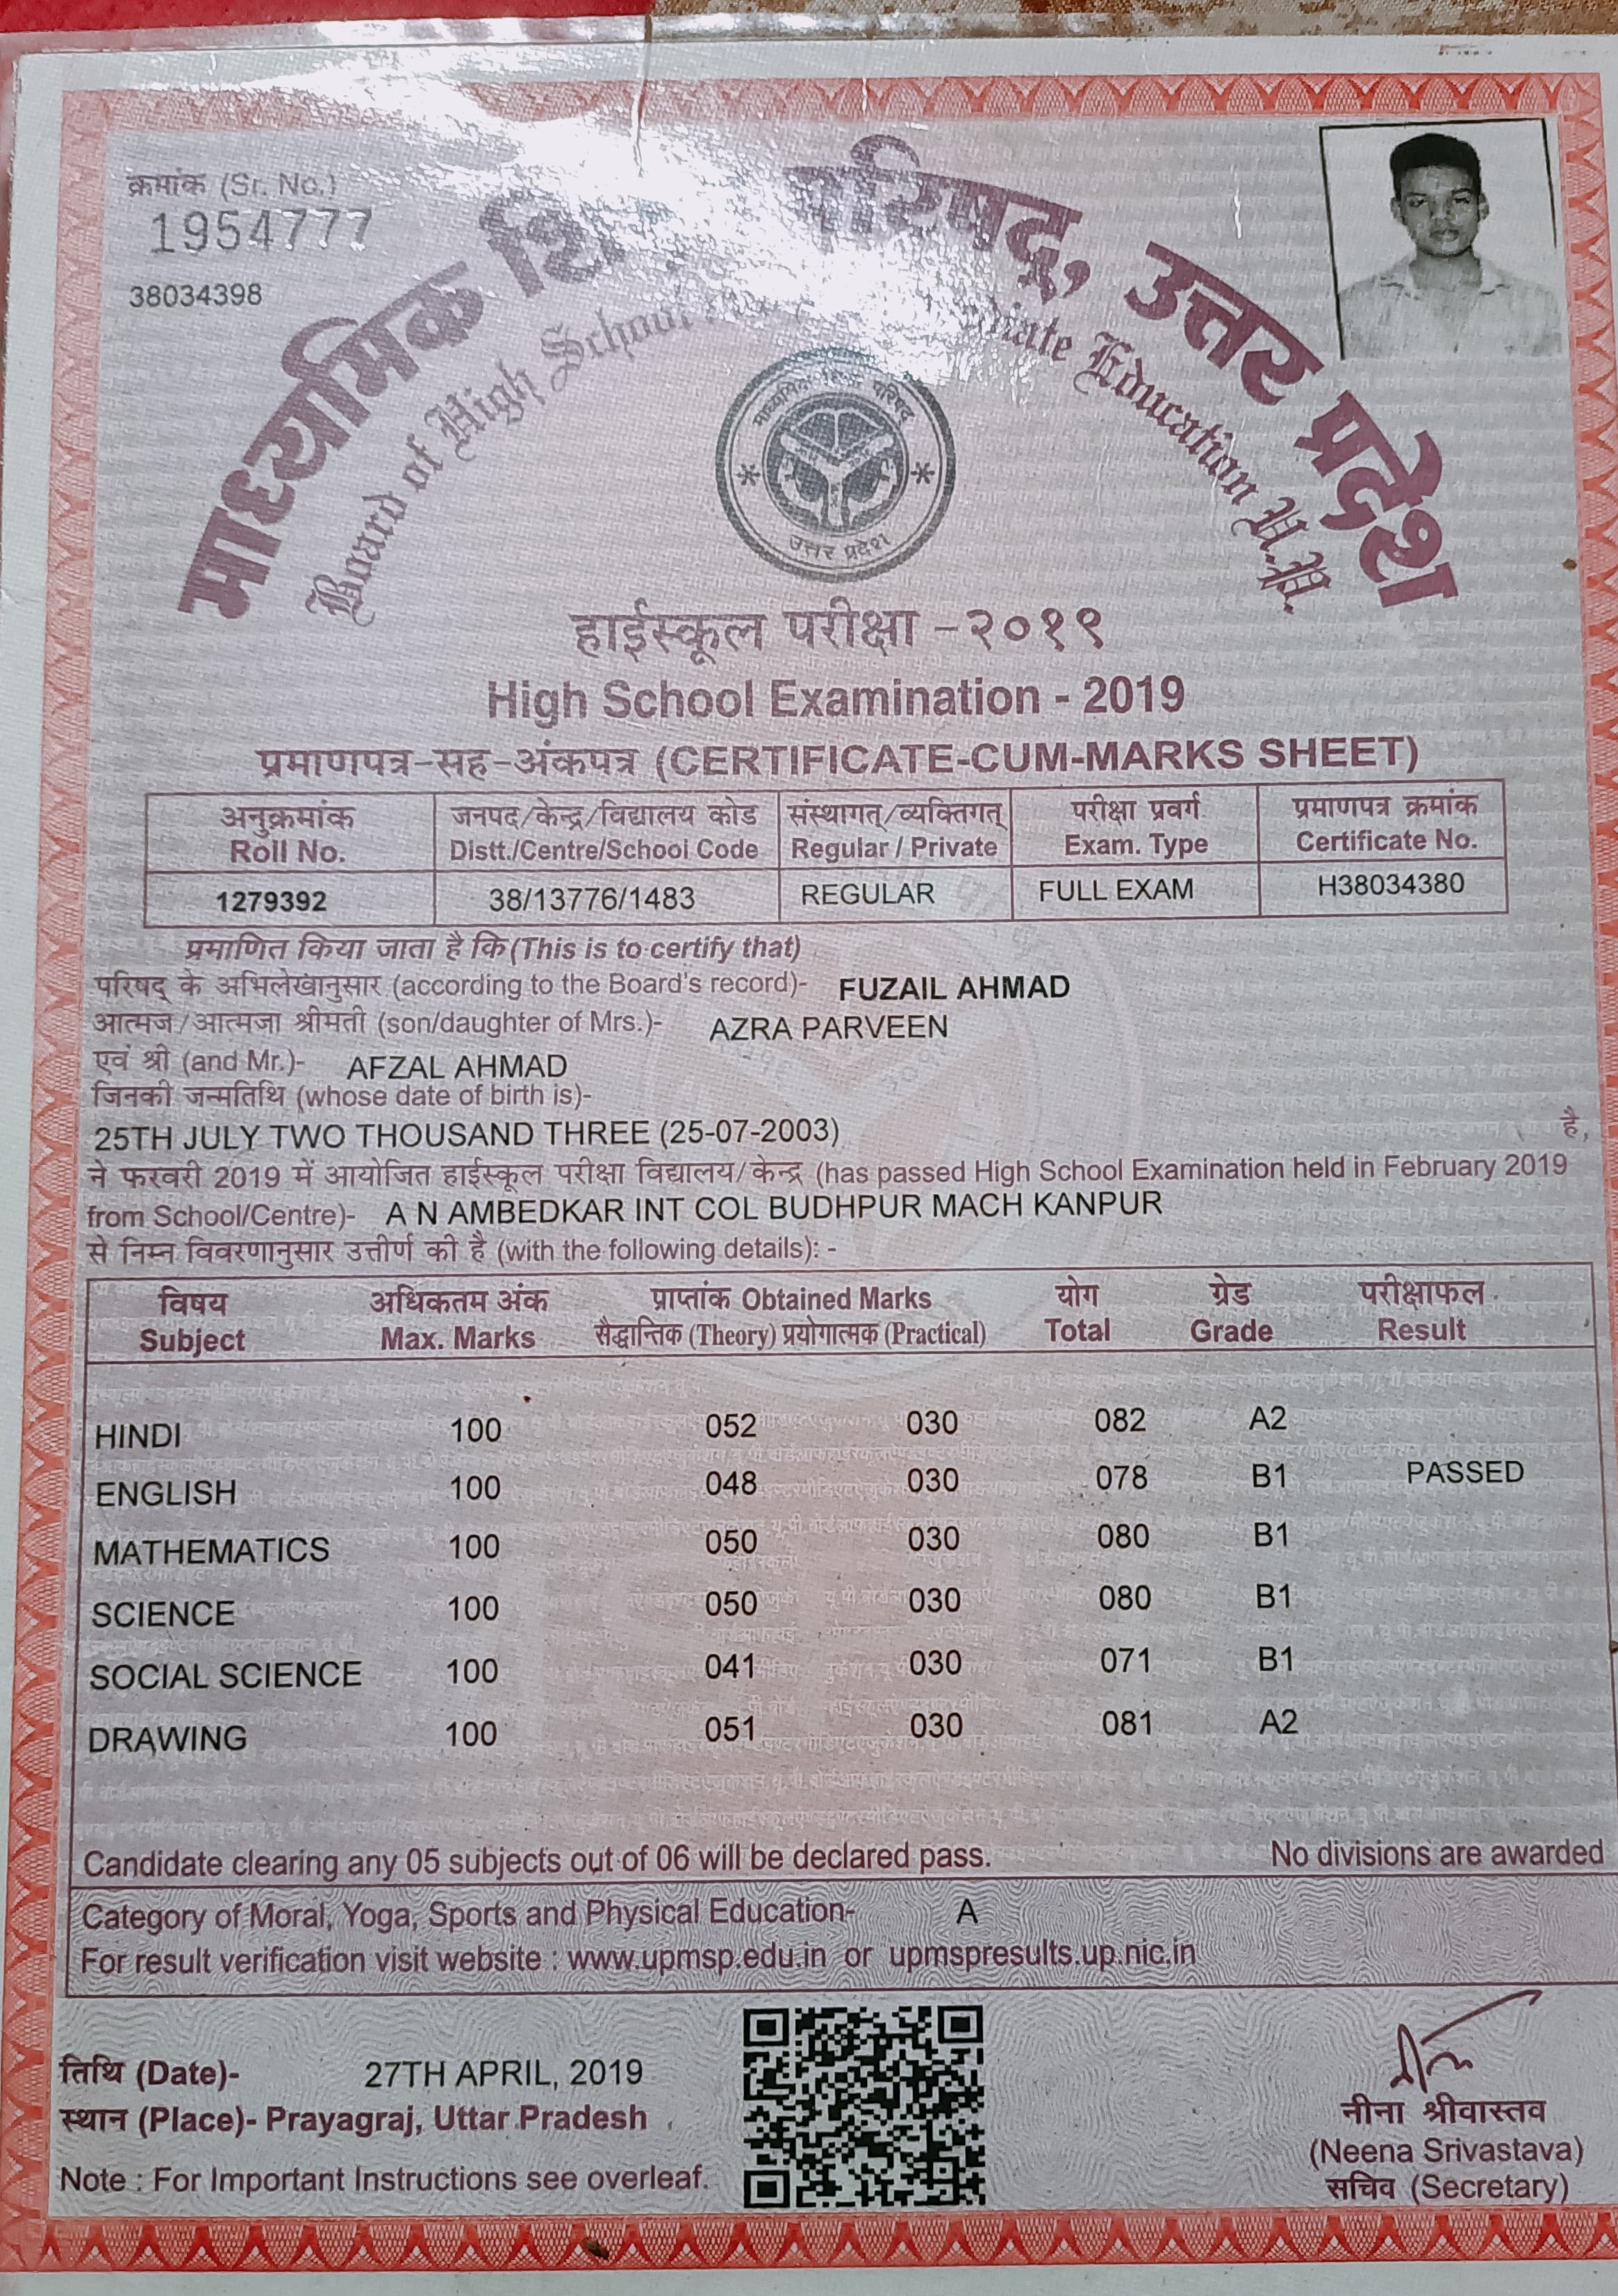 क्रमांक (Sr. No.)
1954777
38034398
माध्यमिक परिषद्, उत्तर प्रदेश
Board of High School Education U.P.
माध्यमिक परिषद
उत्तर प्रदेश
हाईस्कूल परीक्षा -२०१९
High School Examination - 2019
प्रमाणपत्र-सह-अंकपत्र (CERTIFICATE-CUM-MARKS SHEET)
अनुक्रमांक जनपद/केन्द्र/विद्यालय कोड संस्थागत्/व्यक्तिगत् परीक्षा प्रवर्ग प्रमाणपत्र क्रमांक
Roll No. Distt./Centre/School Code Regular / Private Exam. Type Certificate No.
1279392 38/13776/1483 REGULAR FULL EXAM H38034380
प्रमाणित किया जाता है कि (This is to certify that)
परिषद् के अभिलेखानुसार (according to the Board's record)- FUZAIL AHMAD
आत्मज/आत्मजा श्रीमती (son/daughter of Mrs.)- AZRA PARVEEN
एवं श्री (and Mr.)- AFZAL AHMAD
जिनकी जन्मतिथि (whose date of birth is)-
25TH JULY TWO THOUSAND THREE (25-07-2003) है,
ने फरवरी 2019 में आयोजित हाईस्कूल परीक्षा विद्यालय/केन्द्र (has passed High School Examination held in February 2019
from School/Centre)- A N AMBEDKAR INT COL BUDHPUR MACH KANPUR
से निम्न विवरणानुसार उत्तीर्ण की है (with the following details): -
विषय अधिकतम अंक प्राप्तांक Obtained Marks योग ग्रेड परीक्षाफल
Subject Max. Marks सैद्धान्तिक (Theory) प्रयोगात्मक (Practical) Total Grade Result
HINDI 100 052 030 082 A2
ENGLISH 100 048 030 078 B1 PASSED
MATHEMATICS 100 050 030 080 B1
SCIENCE 100 050 030 080 B1
SOCIAL SCIENCE 100 041 030 071 B1
DRAWING 100 051 030 081 A2
Candidate clearing any 05 subjects out of 06 will be declared pass. No divisions are awarded
Category of Moral, Yoga, Sports and Physical Education- A
For result verification visit website : www.upmsp.edu.in or upmspresults.up.nic.in
तिथि (Date)- 27TH APRIL, 2019
स्थान (Place)- Prayagraj, Uttar Pradesh
Note : For Important Instructions see overleaf.
नीना श्रीवास्तव
(Neena Srivastava)
सचिव (Secretary)